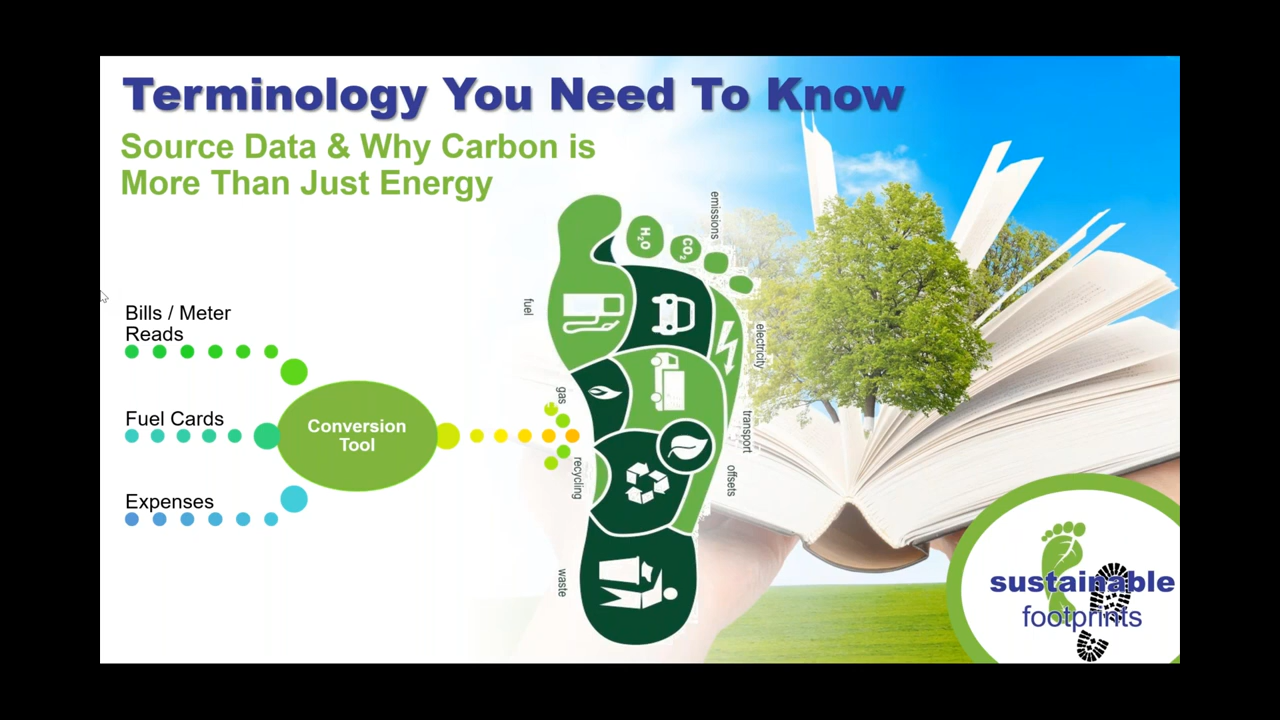 Terminology You Need To Know
Source Data & Why Carbon is
More Than Just Energy
Bills / Meter
Reads
Fuel Cards
Expenses
Conversion
Tool
H₂O
CO₂
emissions
fuel
electricity
gas
transport
recycling
offsets
waste
sustainable
footprints